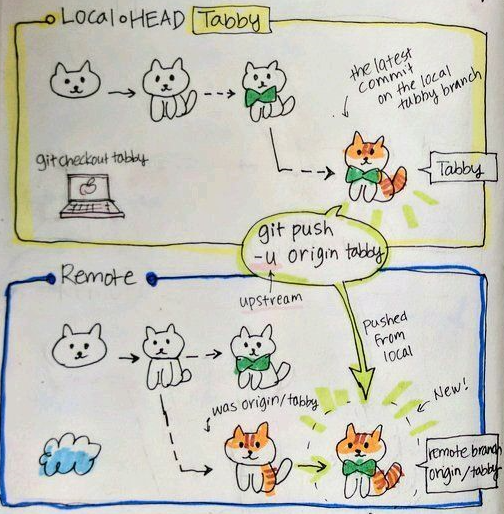 Local HEAD Tabby
the latest
commit
on the local
tabby branch
git checkout tabby
Tabby
git push
-u origin tabby
upstream
Remote
pushed
from
local
was origin/tabby
New!
remote branch
origin/tabby